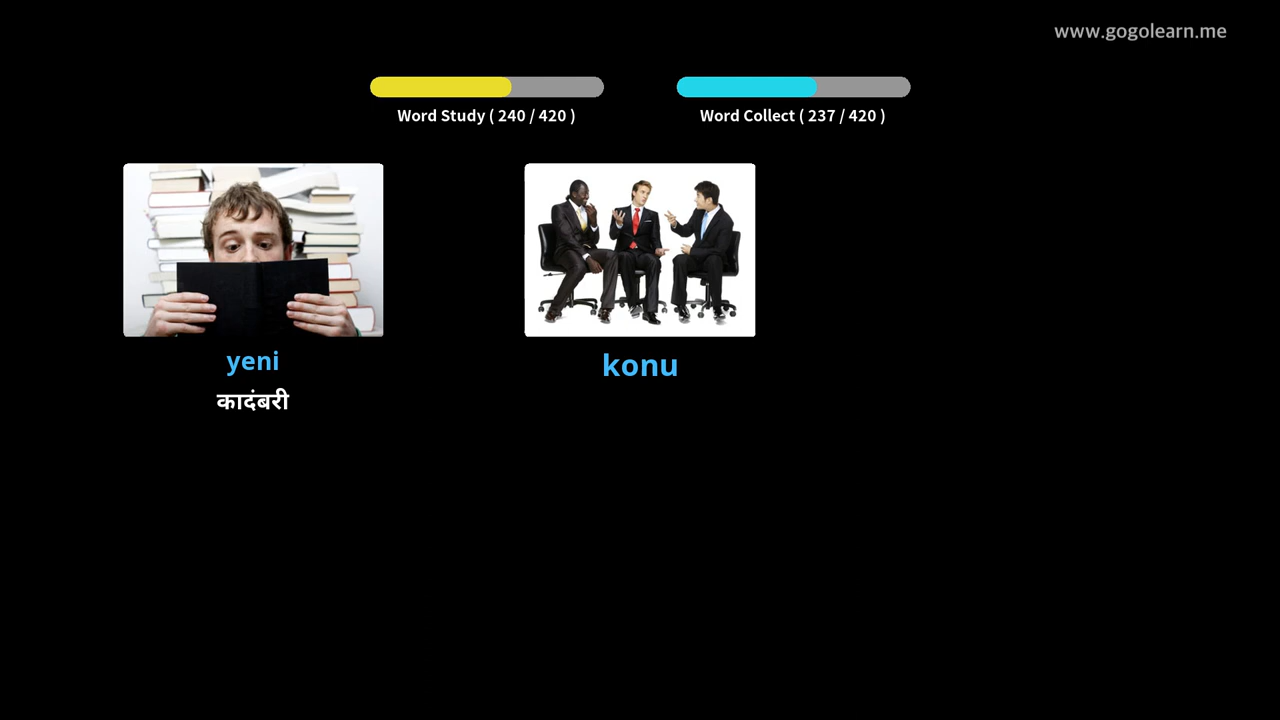 www.gogolearn.me
Word Study ( 240 / 420 )
Word Collect ( 237 / 420 )
yeni
कादंबरी
konu